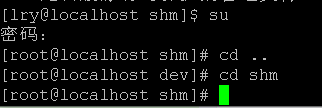 [lry@localhost shm]$ su
密码：
[root@localhost shm]# cd ..
[root@localhost dev]# cd shm
[root@localhost shm]#